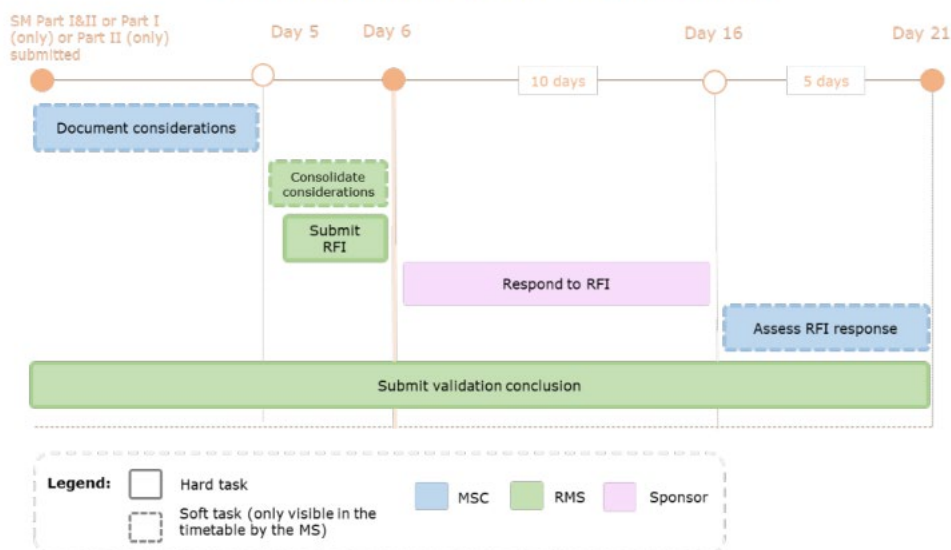 SM Part I&II or Part I
(only) or Part II (only)
submitted
Day 5
Day 6
Day 16
Day 21
10 days
5 days
Document considerations
Consolidate
considerations
Submit
RFI
Respond to RFI
Assess RFI response
Submit validation conclusion
Legend:
Hard task
Soft task (only visible in the
timetable by the MS)
MSC
RMS
Sponsor